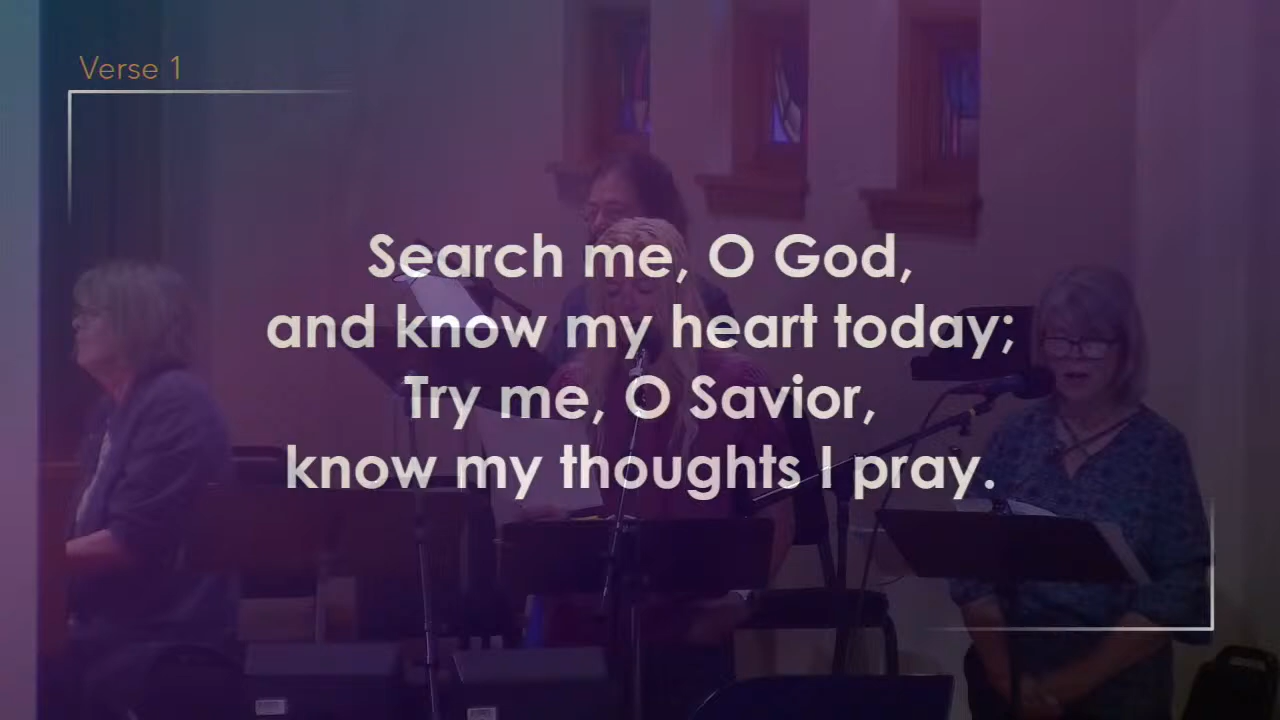 Verse 1
Search me, O God,
and know my heart today;
Try me, O Savior,
know my thoughts I pray.